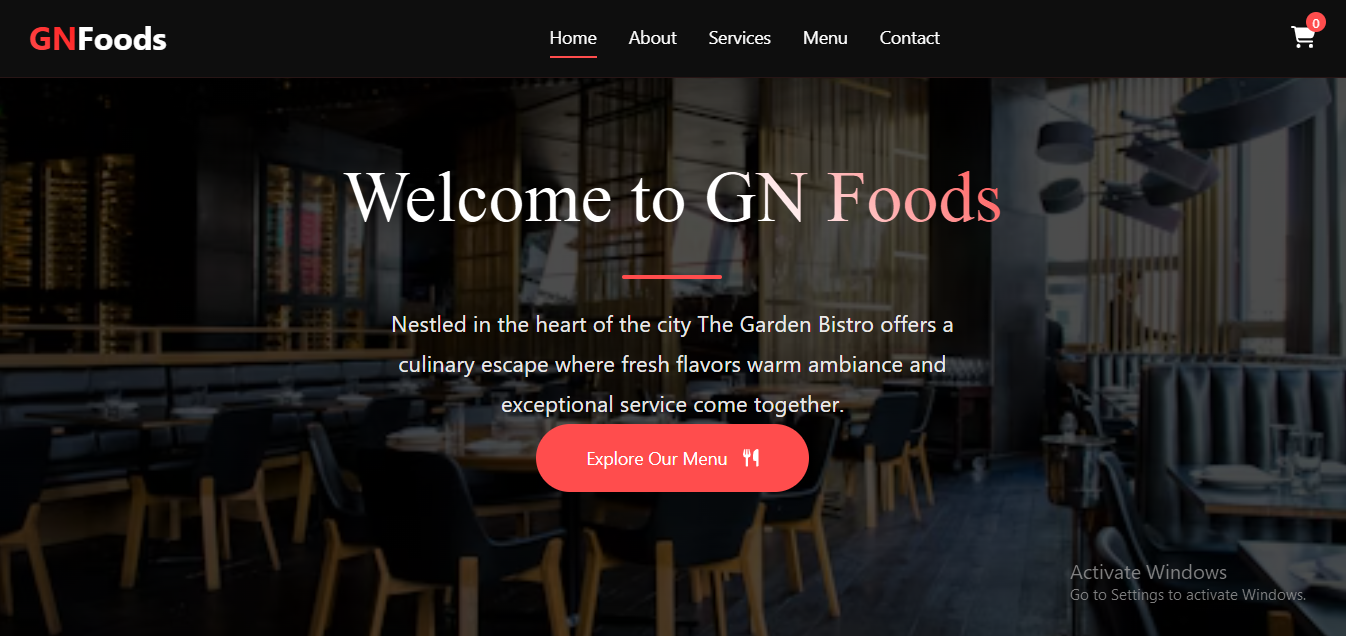 GNFoods
Home About Services Menu Contact
0
Welcome to GN Foods
Nestled in the heart of the city The Garden Bistro offers a
culinary escape where fresh flavors warm ambiance and
exceptional service come together.
Explore Our Menu
Activate Windows
Go to Settings to activate Windows.